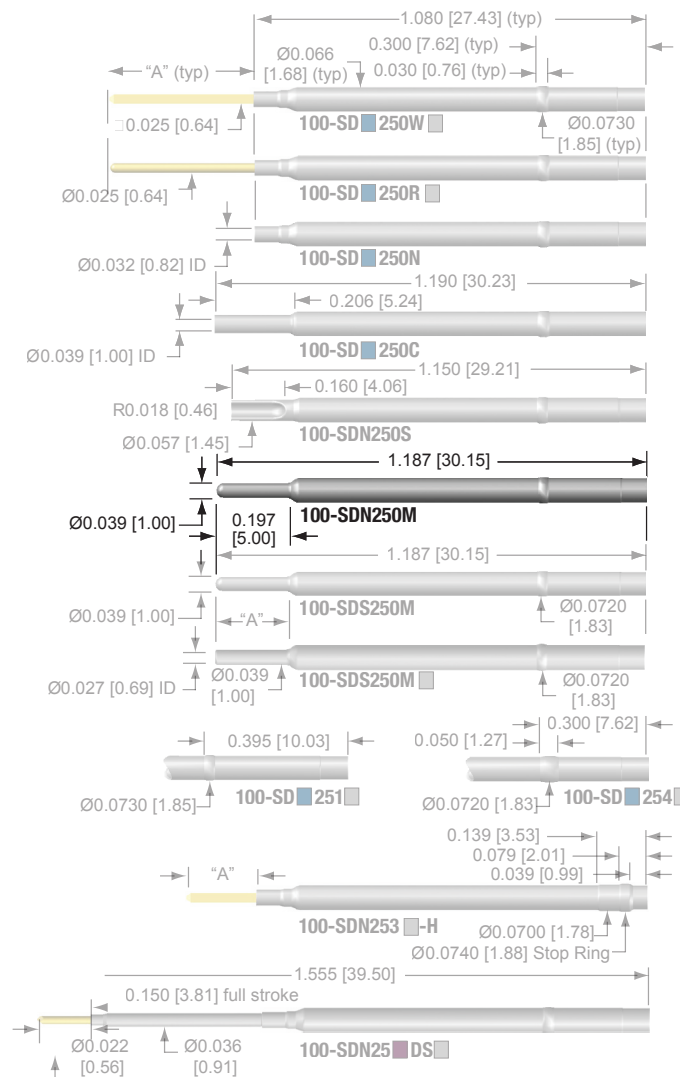 1.080 [27.43] (typ)
Ø0.066
[1.68] (typ)
0.300 [7.62] (typ)
"A" (typ)
0.030 [0.76] (typ)
□0.025 [0.64]
100-SD 250W
Ø0.0730
[1.85] (typ)
Ø0.025 [0.64]
100-SD 250R
Ø0.032 [0.82] ID
100-SD 250N
1.190 [30.23]
0.206 [5.24]
Ø0.039 [1.00] ID
100-SD 250C
1.150 [29.21]
0.160 [4.06]
R0.018 [0.46]
Ø0.057 [1.45]
100-SDN250S
1.187 [30.15]
Ø0.039 [1.00]
0.197
[5.00]
100-SDN250M
1.187 [30.15]
Ø0.039 [1.00]
"A"
100-SDS250M
Ø0.0720
[1.83]
Ø0.027 [0.69] ID
Ø0.039
[1.00]
100-SDS250M
Ø0.0720
[1.83]
0.395 [10.03]
Ø0.0730 [1.85]
100-SD 251
0.300 [7.62]
0.050 [1.27]
Ø0.0720 [1.83]
100-SD 254
0.139 [3.53]
0.079 [2.01]
0.039 [0.99]
"A"
100-SDN253 -H
Ø0.0700 [1.78]
Ø0.0740 [1.88] Stop Ring
1.555 [39.50]
0.150 [3.81] full stroke
Ø0.022
[0.56]
Ø0.036
[0.91]
100-SDN25 DS